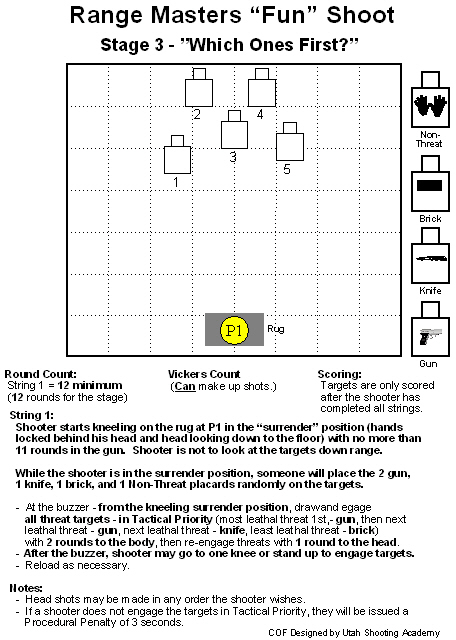 Range Masters “Fun” Shoot
Stage 3 - ”Which Ones First?”
2
4
3
1
5
P1
Rug
Non-
Threat
Brick
Knife
Gun
Round Count:
String 1 = 12 minimum
(12 rounds for the stage)
Vickers Count
(Can make up shots.)
Scoring:
Targets are only scored
after the shooter has
completed all strings.
String 1:
Shooter starts kneeling on the rug at P1 in the “surrender” position (hands
locked behind his head and head looking down to the floor) with no more
than 11 rounds in the gun.  Shooter is not to look at the targets down range.
While the shooter is in the surrender position, someone will place the 2 gun,
1 knife, 1 brick, and 1 Non-Threat placards randomly on the targets.
- At the buzzer - from the kneeling surrender position, drawand egage
all threat targets - in Tactical Priority (most leathal threat 1st,- gun, then next
leathal threat - gun, next leathal threat - knife, least leathal threat - brick)
with 2 rounds to the body, then re-engage threats with 1 round to the head.
- After the buzzer, shooter may go to one knee or stand up to engage targets.
- Reload as necessary.
Notes:
- Head shots may be made in any order the shooter wishes.
- If a shooter does not engage the targets in Tactical Priority, they will be issued a
Procedural Penalty of 3 seconds.
COF Designed by Utah Shooting Academy